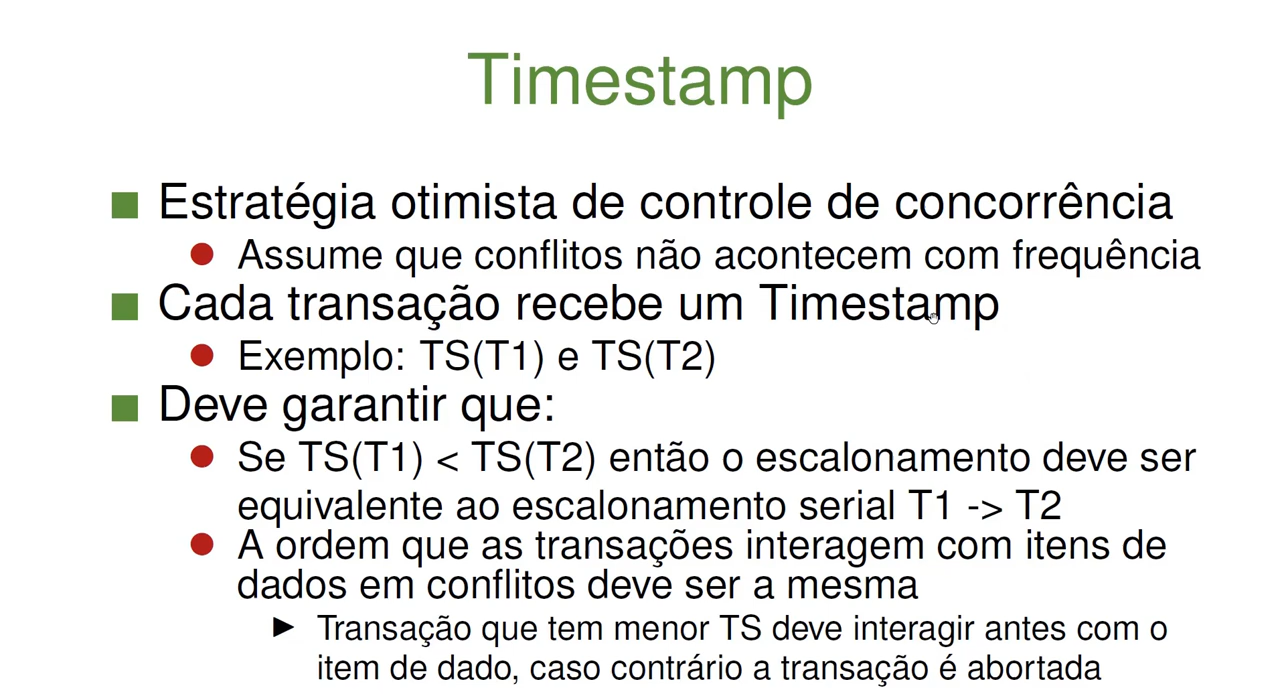 Timestamp
Estratégia otimista de controle de concorrência
Assume que conflitos não acontecem com frequência
Cada transação recebe um Timestamp
Exemplo: TS(T1) e TS(T2)
Deve garantir que:
Se TS(T1) < TS(T2) então o escalonamento deve ser
equivalente ao escalonamento serial T1 -> T2
A ordem que as transações interagem com itens de
dados em conflitos deve ser a mesma
Transação que tem menor TS deve interagir antes com o
item de dado, caso contrário a transação é abortada